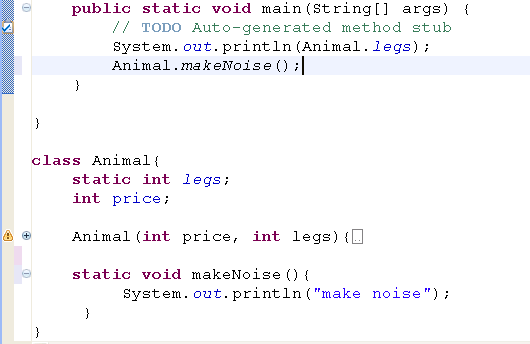 public static void main(String[] args) {
// TODO Auto-generated method stub
System.out.println(Animal.legs);
Animal.makeNoise();
}
}
class Animal{
static int legs;
int price;
Animal(int price, int legs){..
static void makeNoise(){
System.out.println("make noise");
}
}